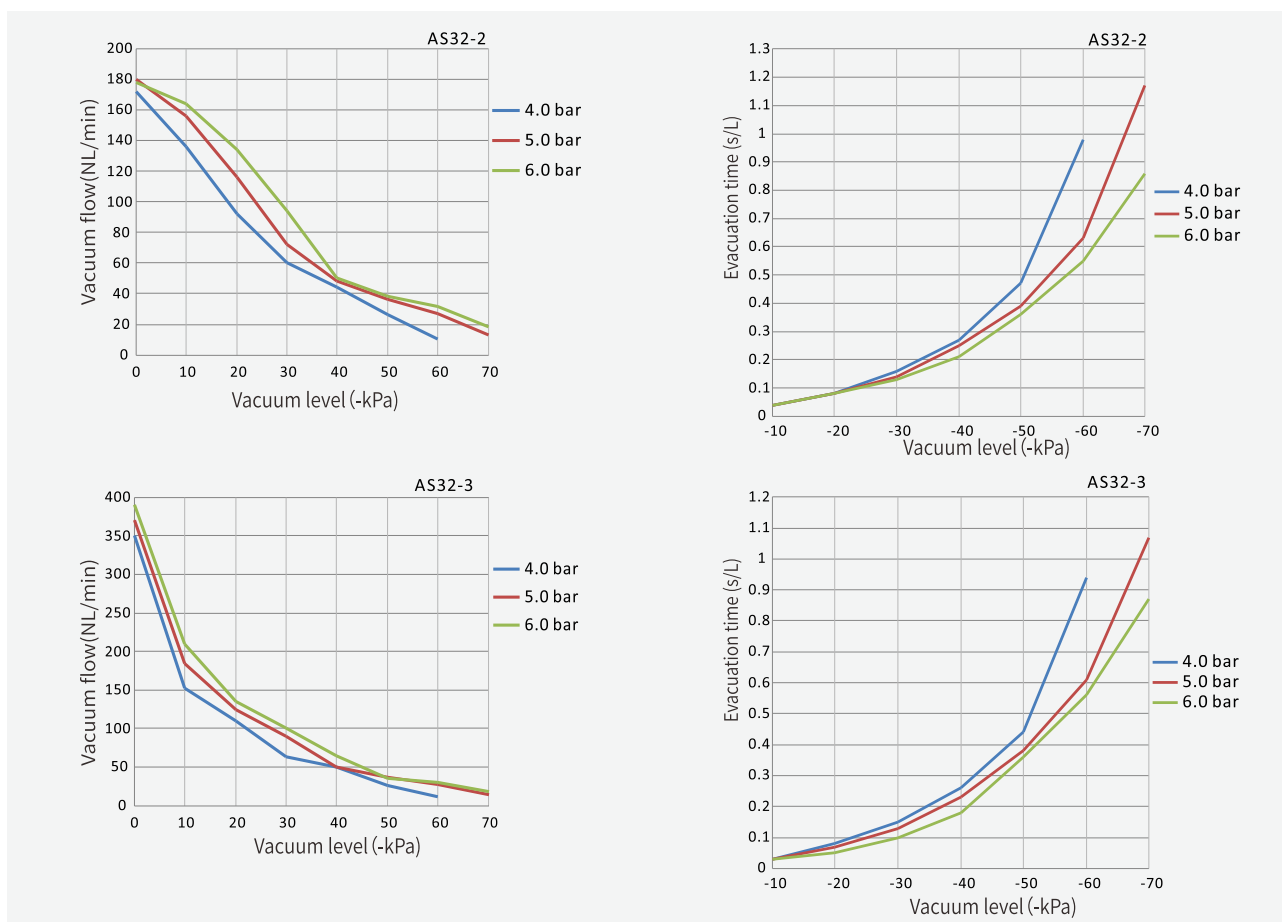 AS32-2
200
180
160
140
120
100
80
60
40
20
0
Vacuum flow(NL/min)
0 10 20 30 40 50 60 70
Vacuum level (-kPa)
4.0 bar
5.0 bar
6.0 bar
AS32-2
1.3
1.2
1.1
1
0.9
0.8
0.7
0.6
0.5
0.4
0.3
0.2
0.1
0
Evacuation time (s/L)
-10 -20 -30 -40 -50 -60 -70
Vacuum level (-kPa)
4.0 bar
5.0 bar
6.0 bar
AS32-3
400
350
300
250
200
150
100
50
0
Vacuum flow(NL/min)
0 10 20 30 40 50 60 70
Vacuum level (-kPa)
4.0 bar
5.0 bar
6.0 bar
AS32-3
1.2
1.1
1
0.9
0.8
0.7
0.6
0.5
0.4
0.3
0.2
0.1
0
Evacuation time (s/L)
-10 -20 -30 -40 -50 -60 -70
Vacuum level (-kPa)
4.0 bar
5.0 bar
6.0 bar